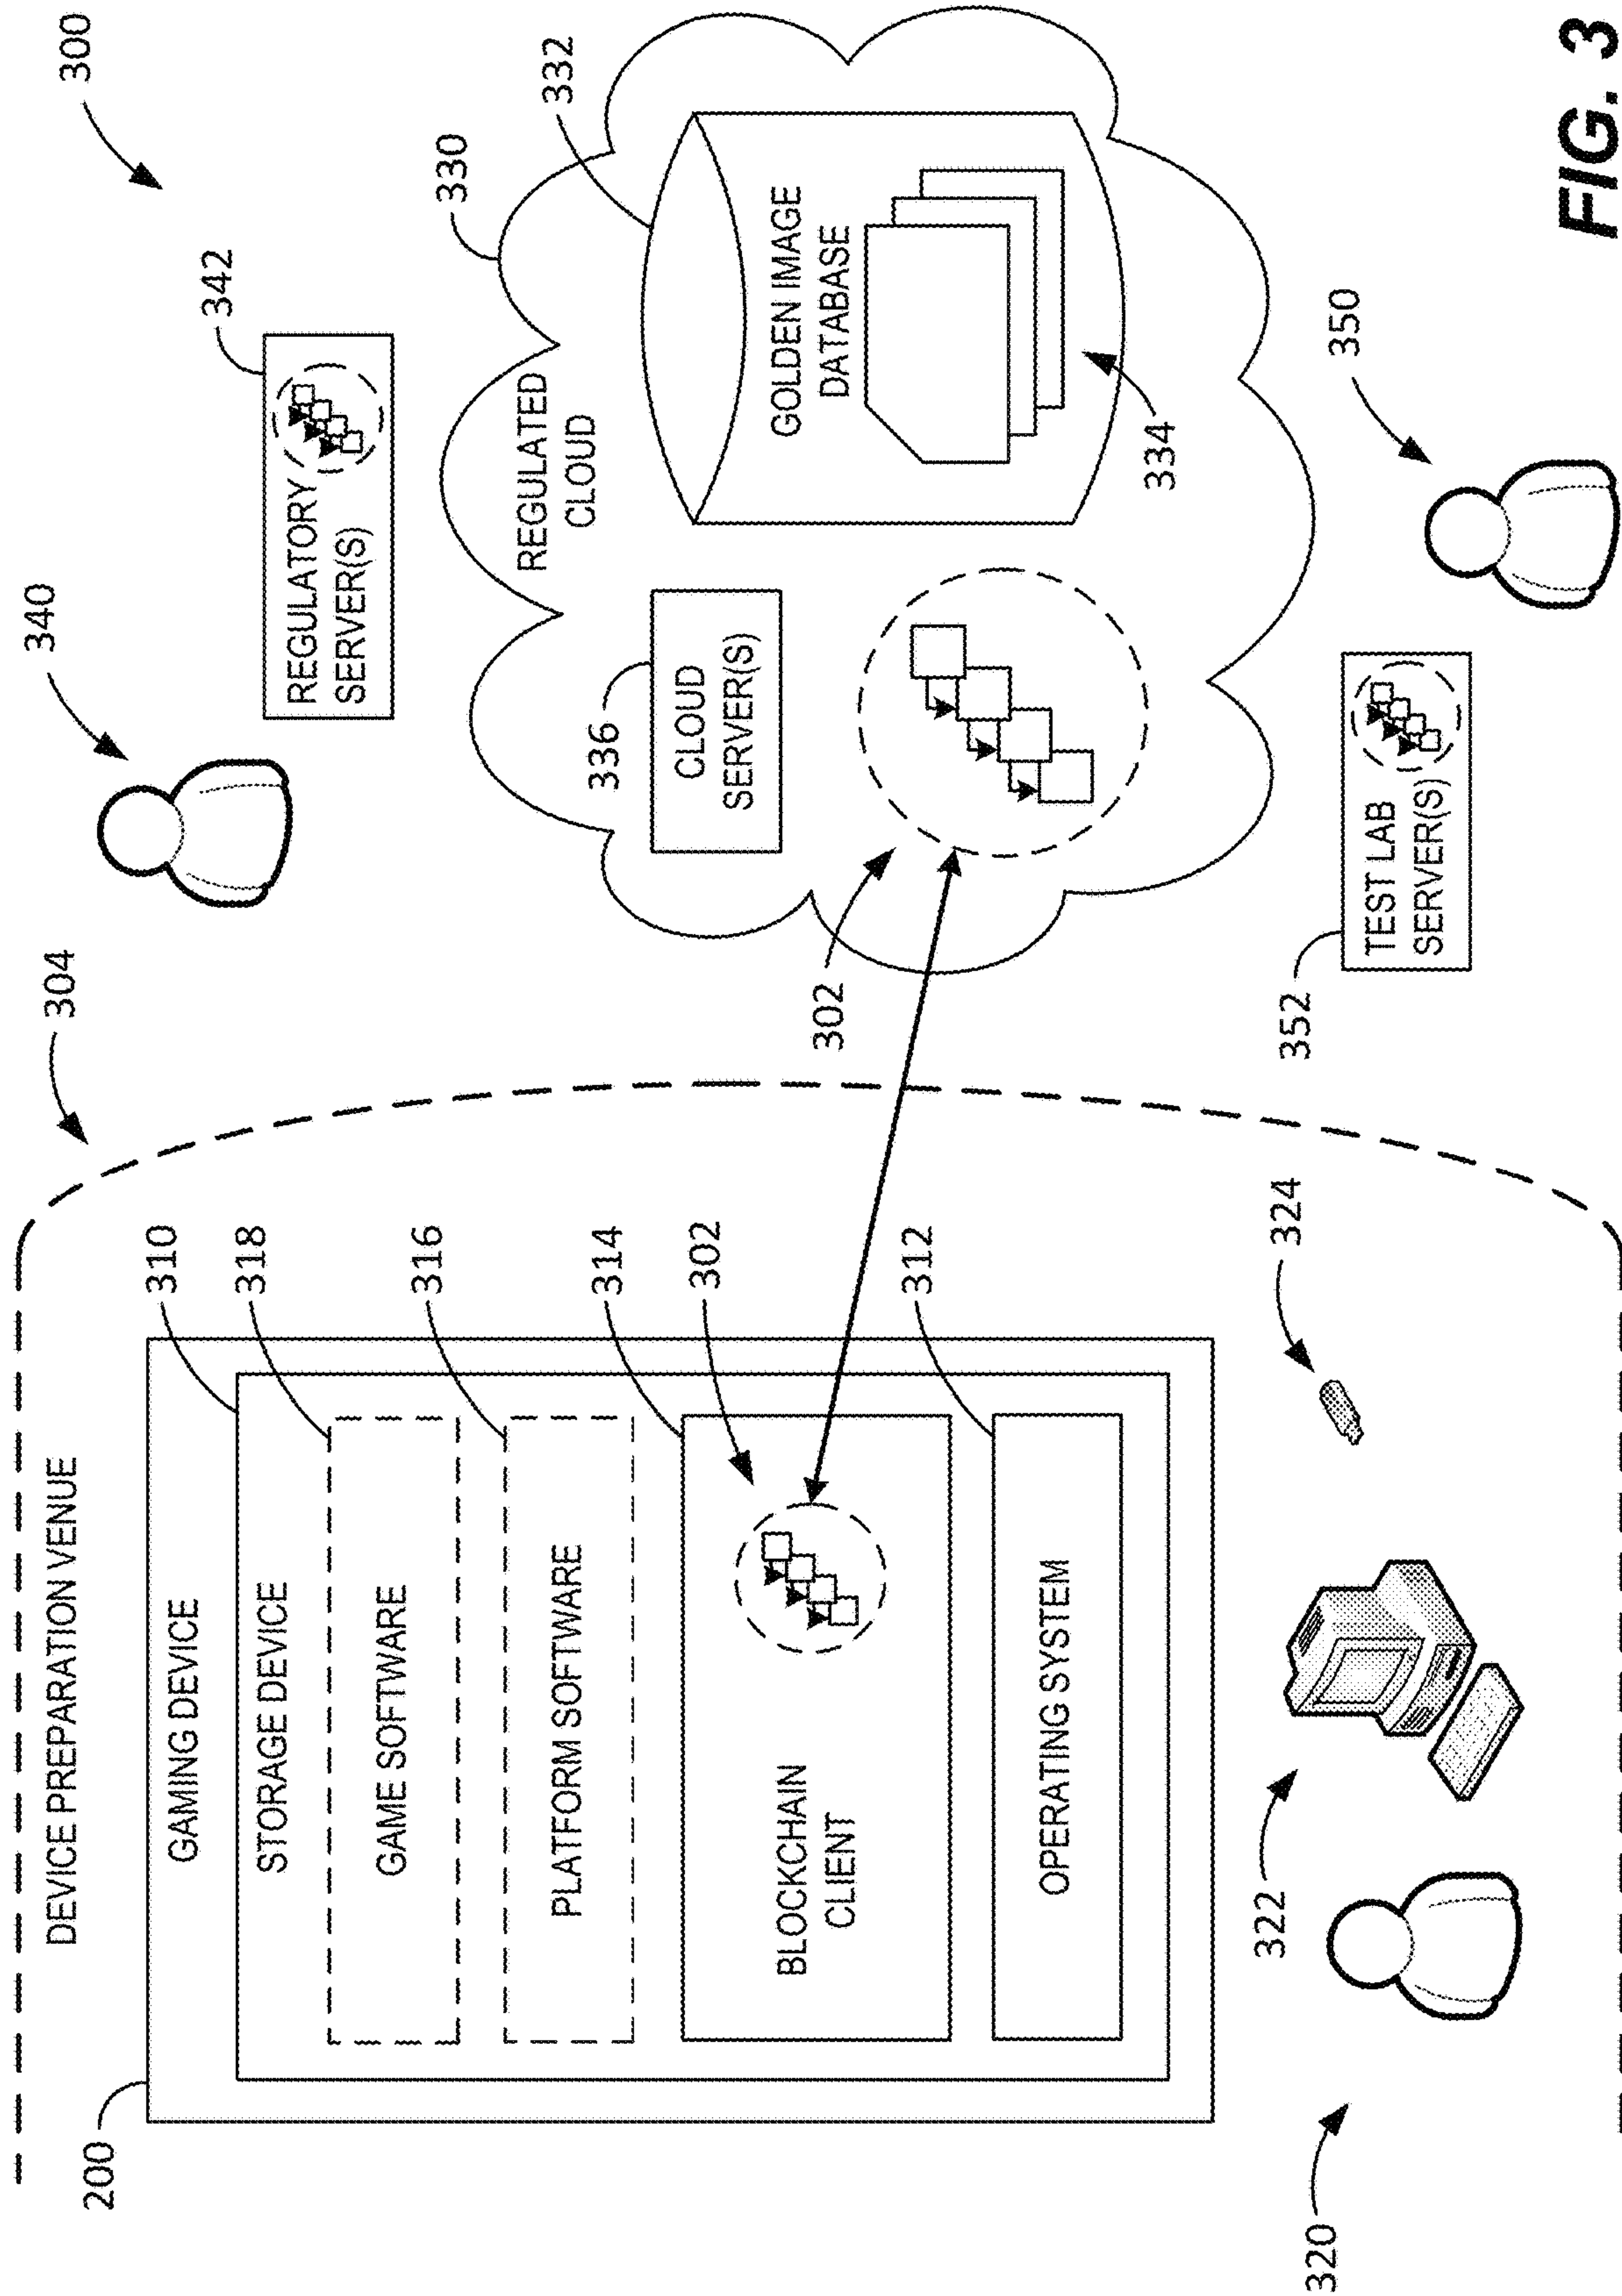 300
304
340
342
REGULATORY
SERVER(S)
330
332
REGULATED
CLOUD
336
CLOUD
SERVER(S)
GOLDEN IMAGE
DATABASE
334
302
350
352
TEST LAB
SERVER(S)
DEVICE PREPARATION VENUE
200
GAMING DEVICE
310
STORAGE DEVICE
318
GAME SOFTWARE
316
PLATFORM SOFTWARE
314
BLOCKCHAIN
CLIENT
302
312
OPERATING SYSTEM
320
322
324
FIG. 3